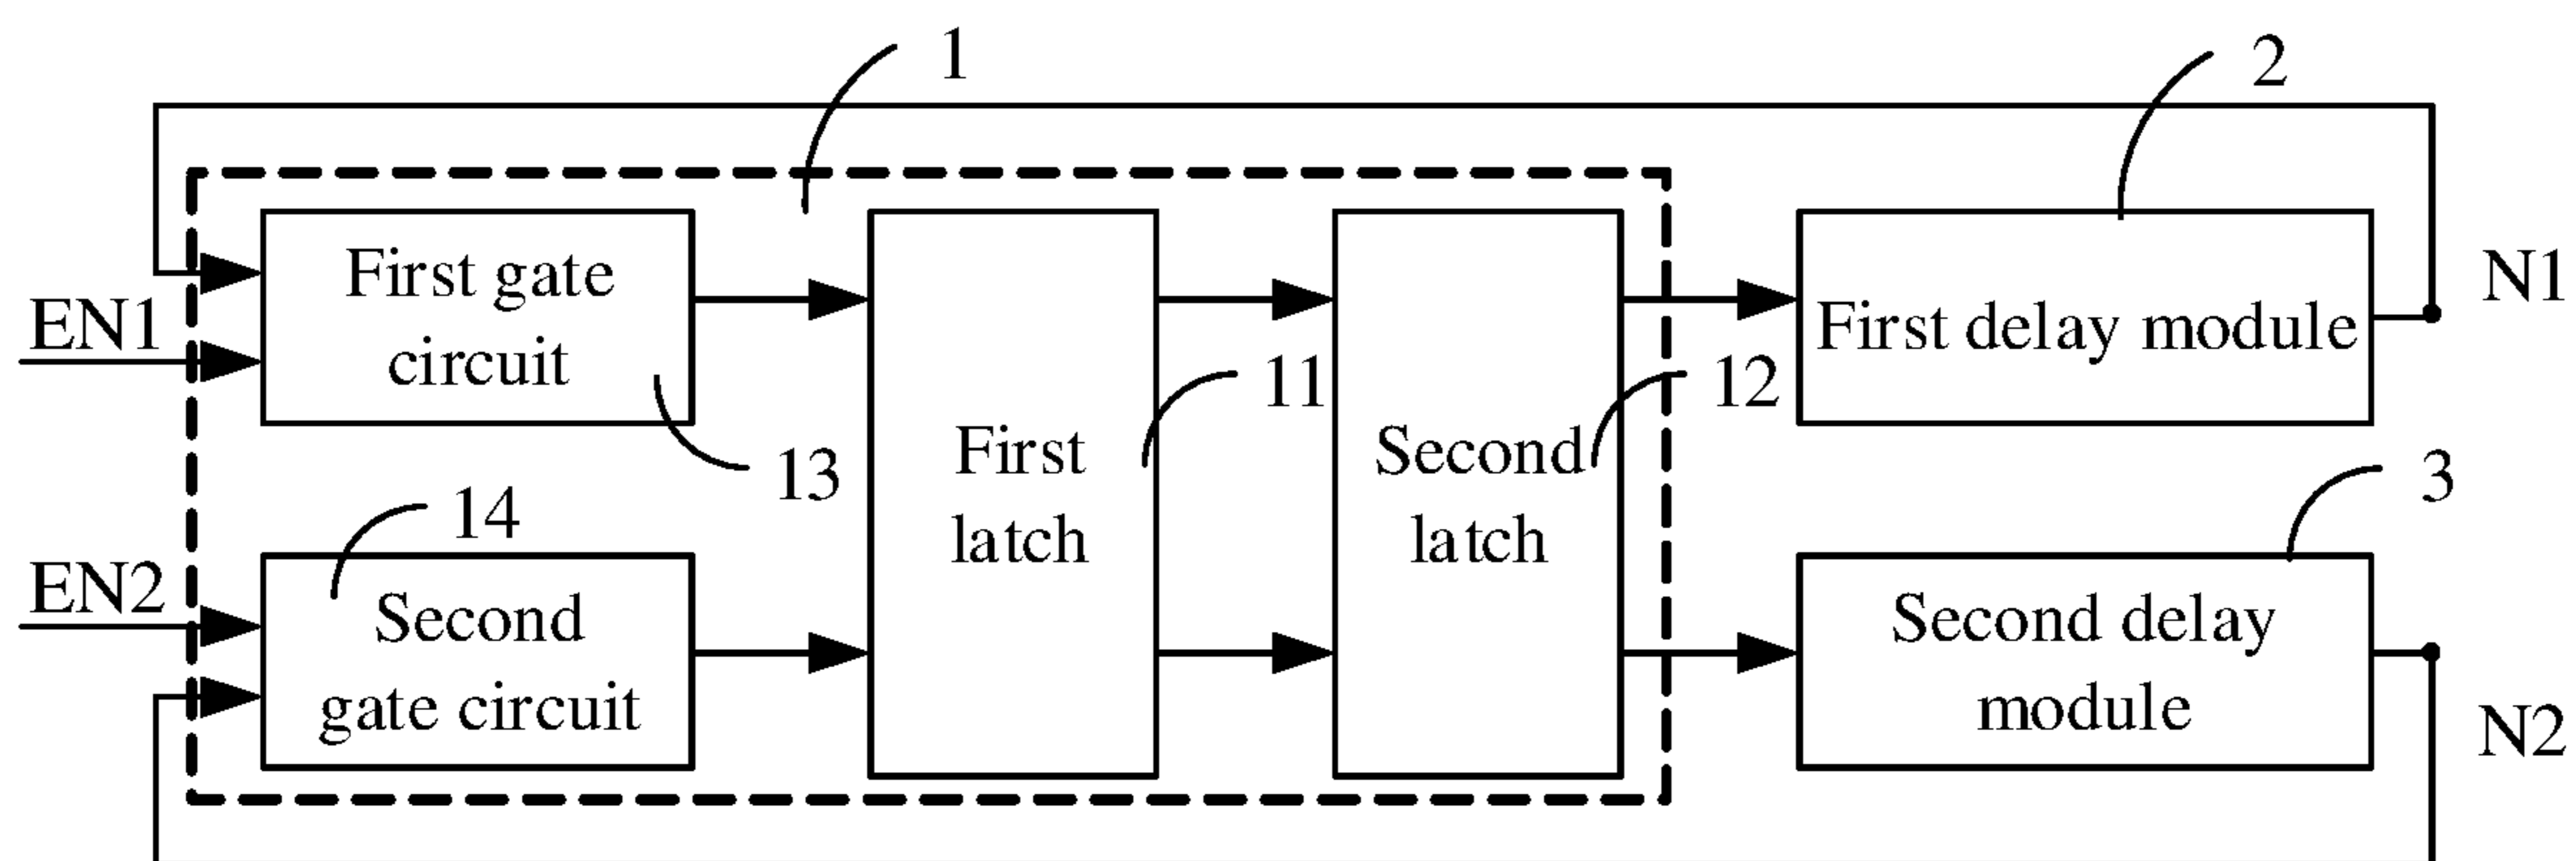 1
2
First gate
circuit
EN1
13
First
latch
11
Second
latch
12
First delay module
N1
14
EN2
Second
gate circuit
3
Second delay
module
N2